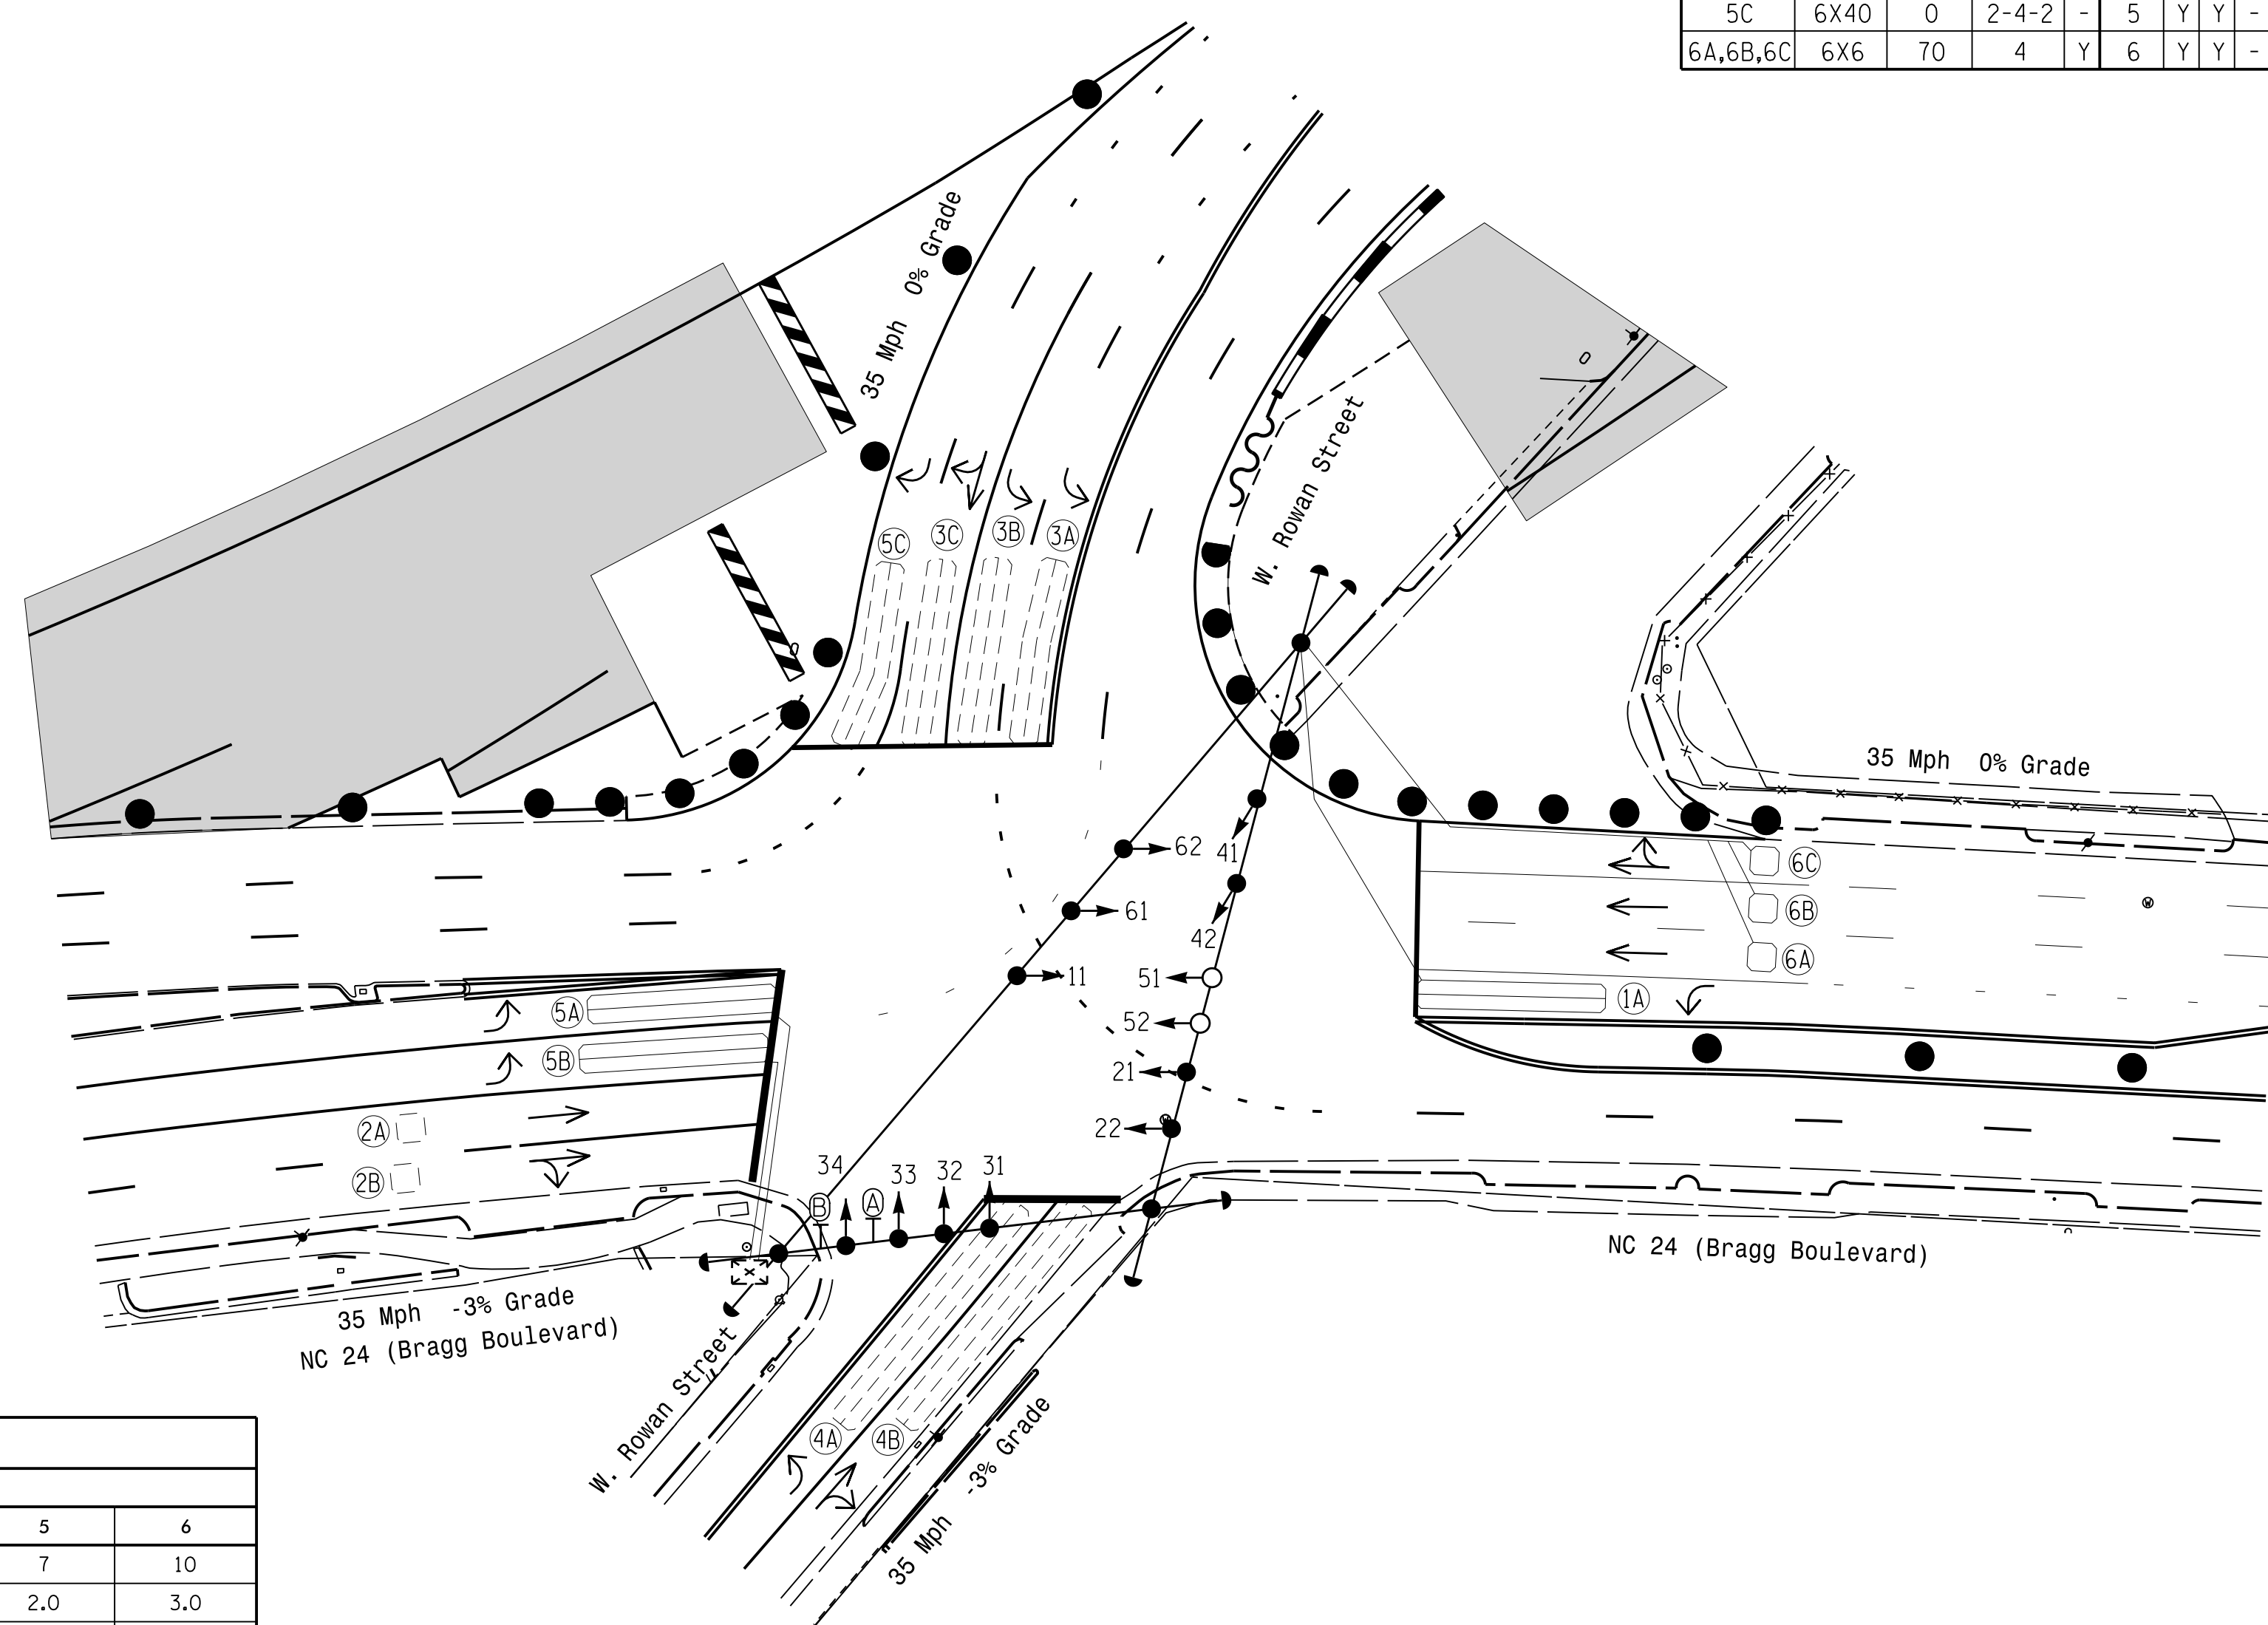 5C 6X40 0 2-4-2 - 5 Y Y -
6A,6B,6C 6X6 70 4 Y 6 Y Y -
35 Mph 0% Grade
W. Rowan Street
5C 3C 3B 3A
35 Mph 0% Grade
62 41
6C
61
6B
42
6A
11
51
5A
1A
52
5B
21
2A
22
2B
34 33 32 31
B A
NC 24 (Bragg Boulevard)
35 Mph -3% Grade
NC 24 (Bragg Boulevard)
W. Rowan Street
4A 4B
35 Mph -3% Grade
5 6
7 10
2.0 3.0